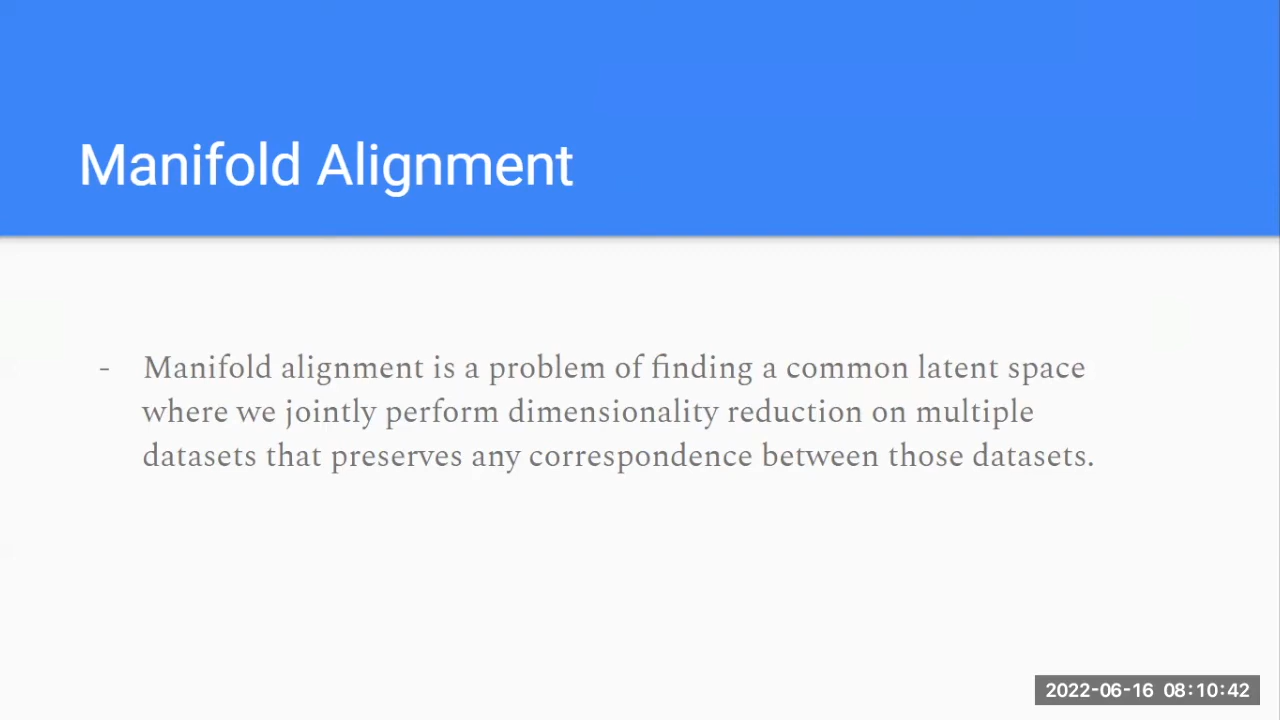 Manifold Alignment
- Manifold alignment is a problem of finding a common latent space
where we jointly perform dimensionality reduction on multiple
datasets that preserves any correspondence between those datasets.
2022-06-16 08:10:42